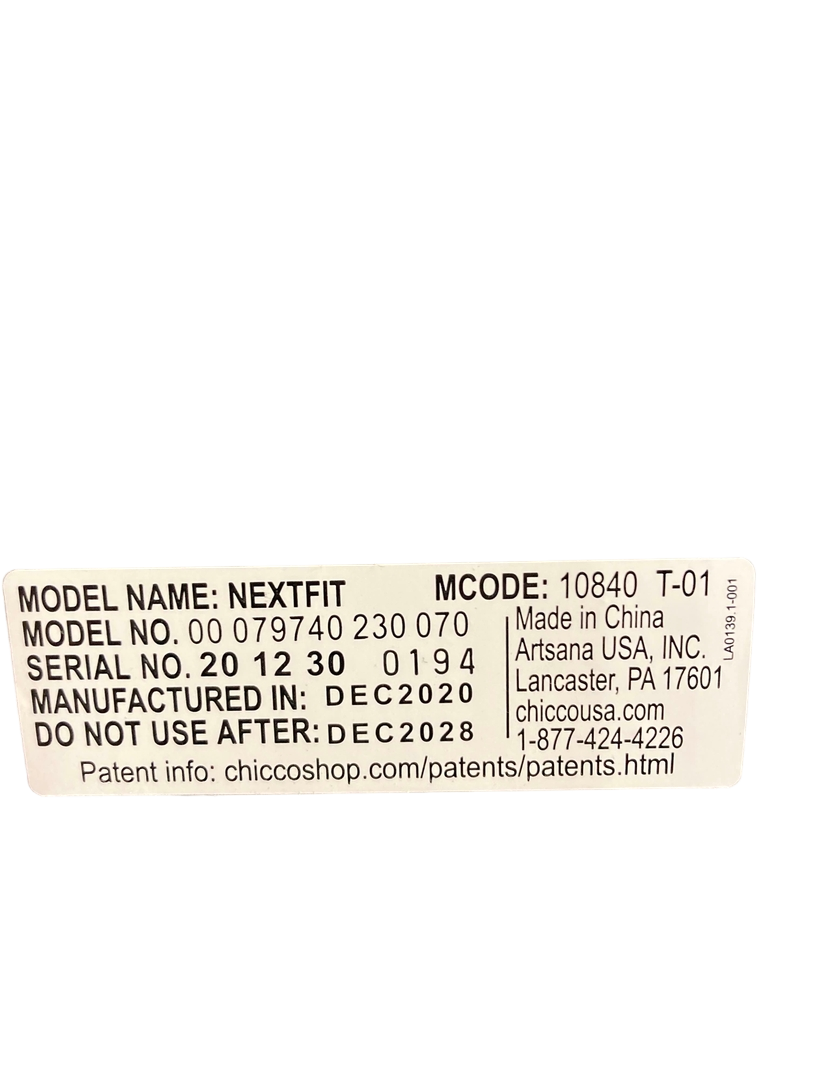 MODEL NAME: NEXTFIT
MODEL NO. 00 079740 230 070
SERIAL NO. 20 12 30 0194
MANUFACTURED IN: DEC2020
DO NOT USE AFTER: DEC2028
MCODE: 10840 T-01
Made in China
Artsana USA, INC.
Lancaster, PA 17601
chiccousa.com
1-877-424-4226
LA0139.1-001
Patent info: chiccoshop.com/patents/patents.html